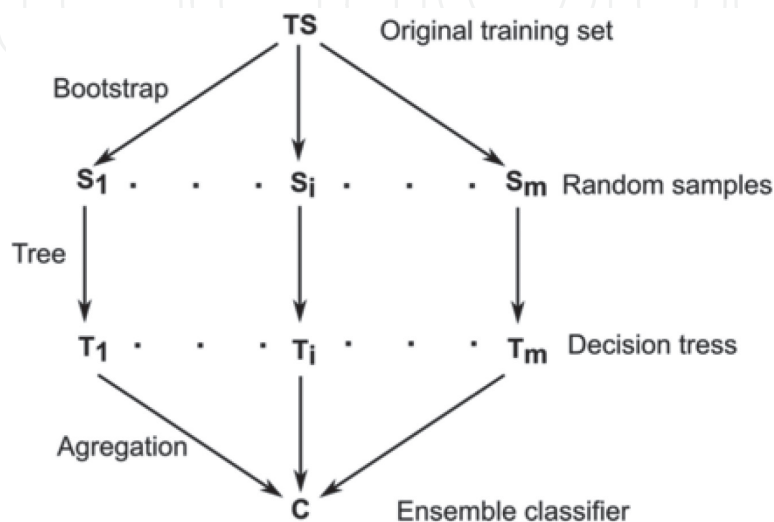 TS Original training set
Bootstrap
S1 . . . Si . . . Sm Random samples
Tree
T1 . . . Ti . . . Tm Decision tress
Agregation
C Ensemble classifier